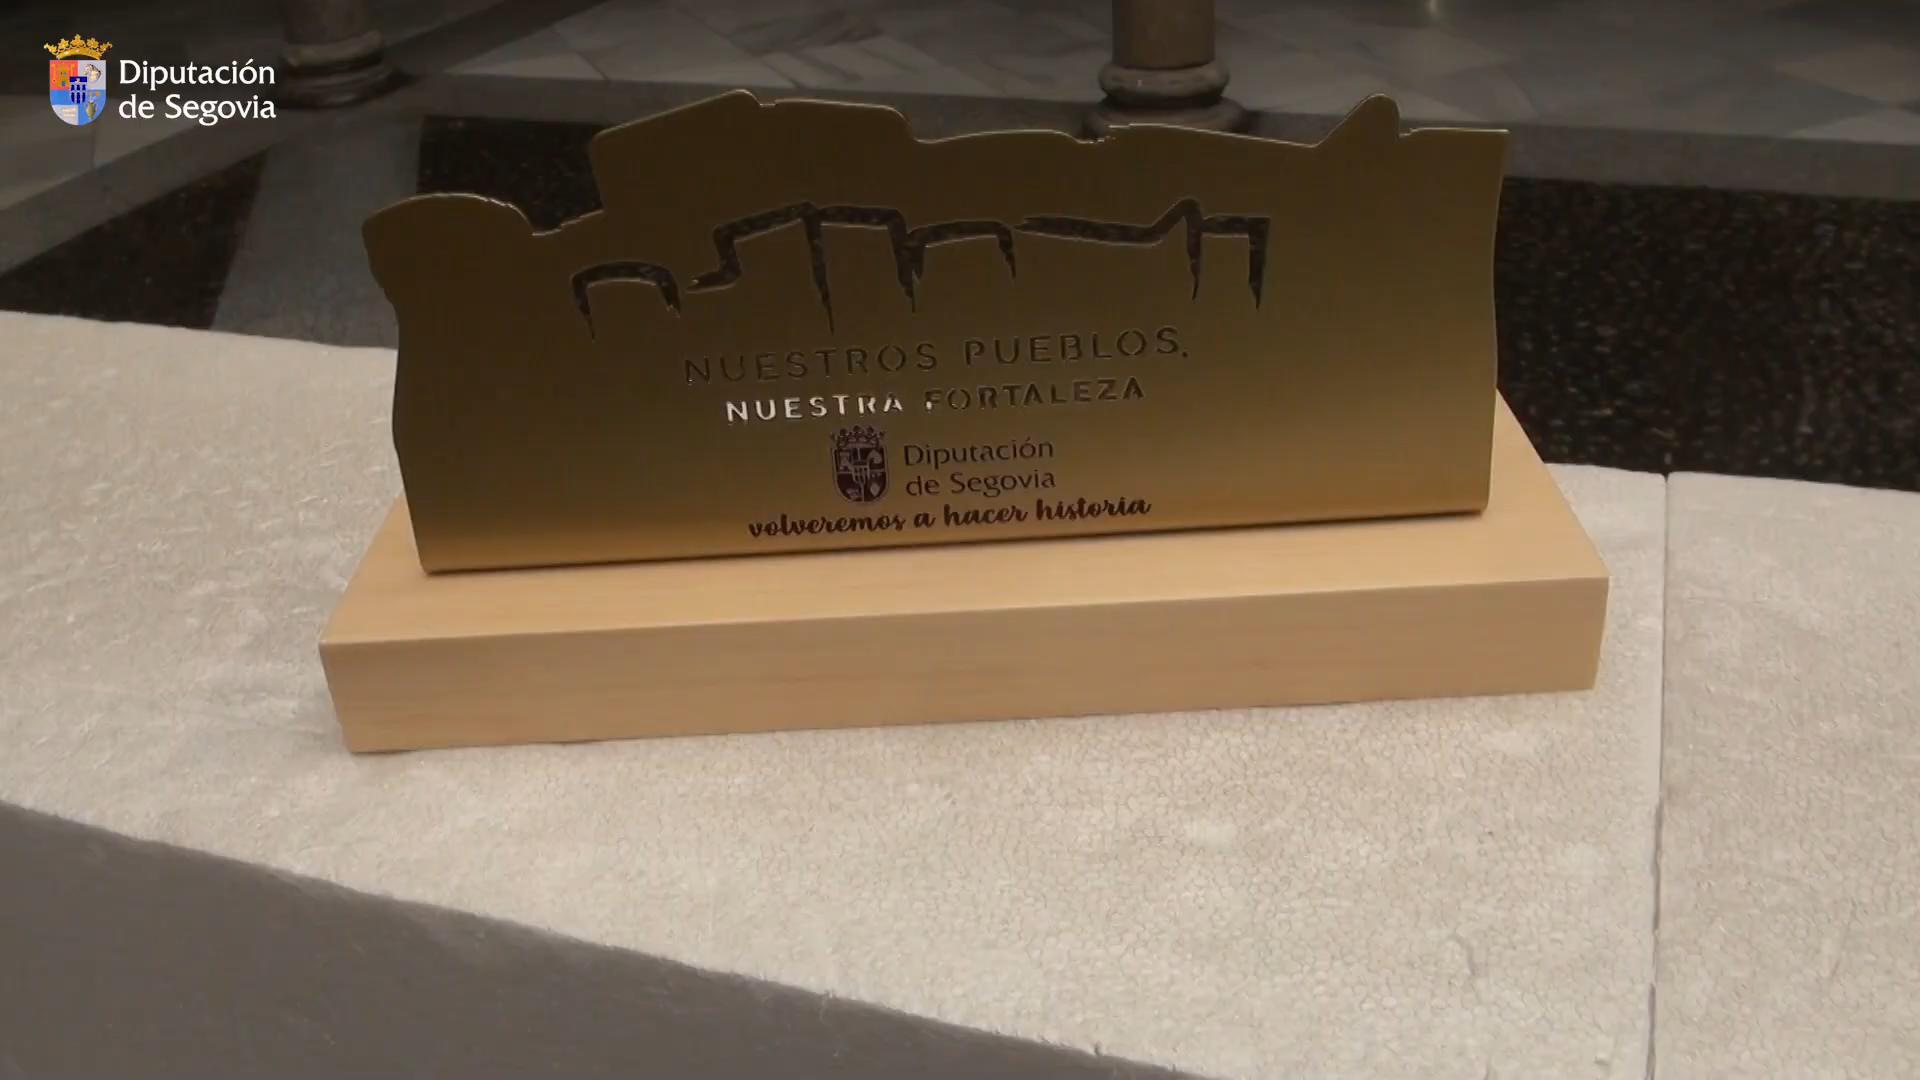 Diputación
de Segovia
NUESTROS PUEBLOS,
NUESTRA FORTALEZA
Diputación
de Segovia
volveremos a hacer historia